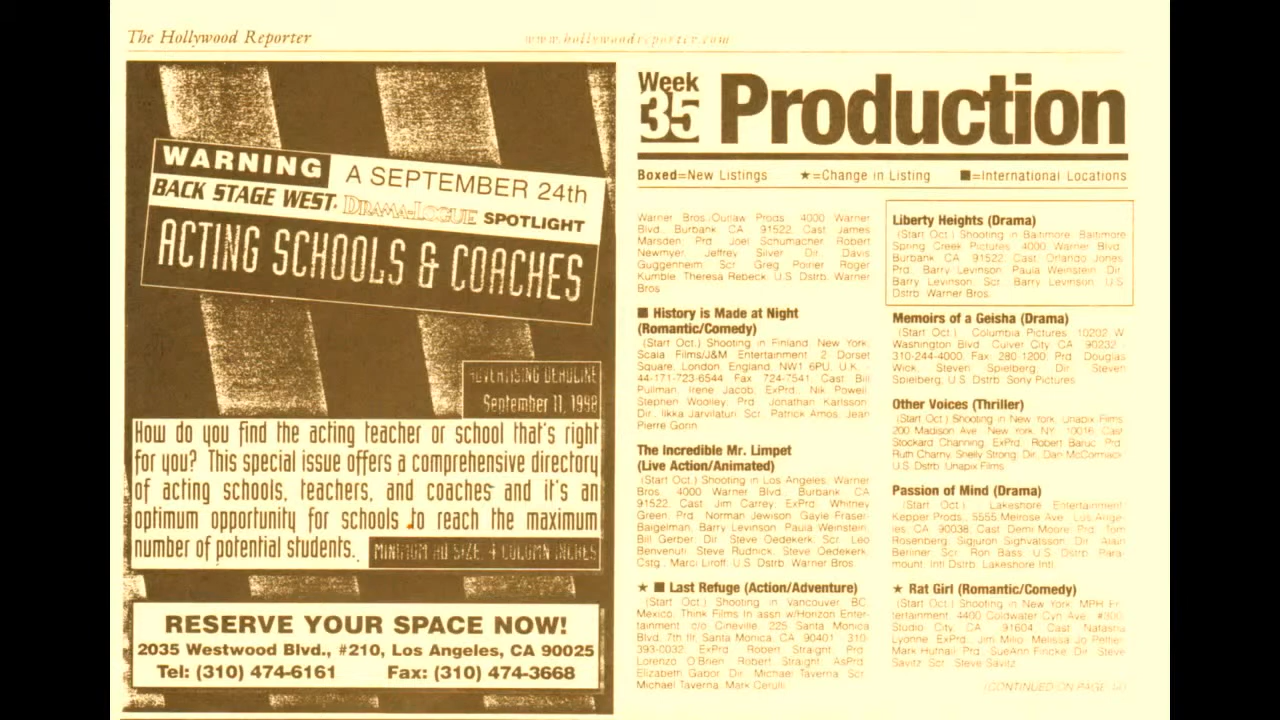 The Hollywood Reporter
www.hollywoodreporter.com
WARNING
A SEPTEMBER 24th
BACK STAGE WEST. DRAMA-LOGUE SPOTLIGHT
ACTING SCHOOLS & COACHES
ADVERTISING DEADLINE
September 11, 1998
How do you find the acting teacher or school that's right
for you? This special issue offers a comprehensive directory
of acting schools, teachers, and coaches and it's an
optimum opportunity for schools to reach the maximum
number of potential students.
MINIMUM AD SIZE, 4 COLUMN INCHES
RESERVE YOUR SPACE NOW!
2035 Westwood Blvd., #210, Los Angeles, CA 90025
Tel: (310) 474-6161 Fax: (310) 474-3668
Week
35
Production
Boxed=New Listings ★=Change in Listing ■=International Locations
Warner Bros./Outlaw Prods. 4000 Warner
Blvd., Burbank CA 91522. Cast James
Marsden Prd Joel Schumacher Robert
Newmyer, Jeffrey Silver Dir. Davis
Guggenheim Scr. Greg Poirier Roger
Kumble Theresa Rebeck U.S. Dstrb. Warner
Bros
■ History is Made at Night
(Romantic/Comedy)
(Start Oct.) Shooting in Finland, New York.
Scala Films/J&M Entertainment 2 Dorset
Square, London, England, NW1 6PU, U.K.
44-171-723-6544 Fax 724-7541 Cast Bill
Pullman, Irene Jacob, ExPrd. Nik Powell
Stephen Woolley, Prd. Jonathan Karlsson
Dir., Ilkka Jarvilaturi, Scr. Patrick Amos, Jean
Pierre Gorin
The Incredible Mr. Limpet
(Live Action/Animated)
(Start Oct.) Shooting in Los Angeles. Warner
Bros. 4000 Warner Blvd., Burbank, CA
91522. Cast Jim Carrey, ExPrd. Whitney
Green, Prd. Norman Jewison, Gayle Fraser
Baigelman, Barry Levinson, Paula Weinstein,
Bill Gerber, Dir. Steve Oedekerk, Scr. Leo
Benvenuti, Steve Rudnick, Steve Oedekerk,
Cstg., Marci Liroff, U.S. Dstrb. Warner Bros.
★ ■ Last Refuge (Action/Adventure)
(Start Oct.) Shooting in Vancouver, BC,
Mexico. Think Films In assn w/Horizon Enter-
tainment c/o Cineville, 225 Santa Monica
Blvd. 7th flr, Santa Monica, CA 90401 310-
393-0032 ExPrd. Robert Straight Prd.
Lorenzo O'Brien Robert Straight AsPrd.
Elizabeth Gabor Dir. Michael Taverna Scr.
Michael Taverna, Mark Cerulli
Liberty Heights (Drama)
(Start Oct.) Shooting in Baltimore. Baltimore
Spring Creek Pictures, 4000 Warner Blvd.
Burbank CA 91522. Cast Orlando Jones
Prd. Barry Levinson, Paula Weinstein, Dir.
Barry Levinson, Scr. Barry Levinson, U.S.
Dstrb. Warner Bros.
Memoirs of a Geisha (Drama)
(Start Oct.) Columbia Pictures, 10202 W.
Washington Blvd. Culver City, CA 90232
310-244-4000, Fax: 280-1200, Prd. Douglas
Wick, Steven Spielberg, Dir. Steven
Spielberg, U.S. Dstrb. Sony Pictures
Other Voices (Thriller)
(Start Oct.) Shooting in New York. Unapix Films
200 Madison Ave. New York, NY 10016. Cast
Stockard Channing, ExPrd. Robert Baruc, Prd.
Ruth Charny, Shelly Strong, Dir. Dan McCormack
U.S. Dstrb. Unapix Films
Passion of Mind (Drama)
(Start Oct.) Lakeshore Entertainment
Kepper Prods., 5555 Melrose Ave. Los Ange-
les, CA 90038, Cast Demi Moore, Prd. Tom
Rosenberg, Sigurjon Sighvatsson, Dir. Alain
Berliner Scr. Ron Bass, U.S. Dstrb. Para-
mount, Intl Dstrb. Lakeshore Intl.
★ Rat Girl (Romantic/Comedy)
(Start Oct.) Shooting in New York. MPH En-
tertainment 4400 Coldwater Cyn Ave. #300
Studio City, CA 91604. Cast Natasha
Lyonne, ExPrd., Jim Milio, Melissa Jo Peltier
Mark Hufnail, Prd. SueAnn Fincke, Dir. Steve
Savitz Scr. Steve Savitz
(CONTINUED ON PAGE